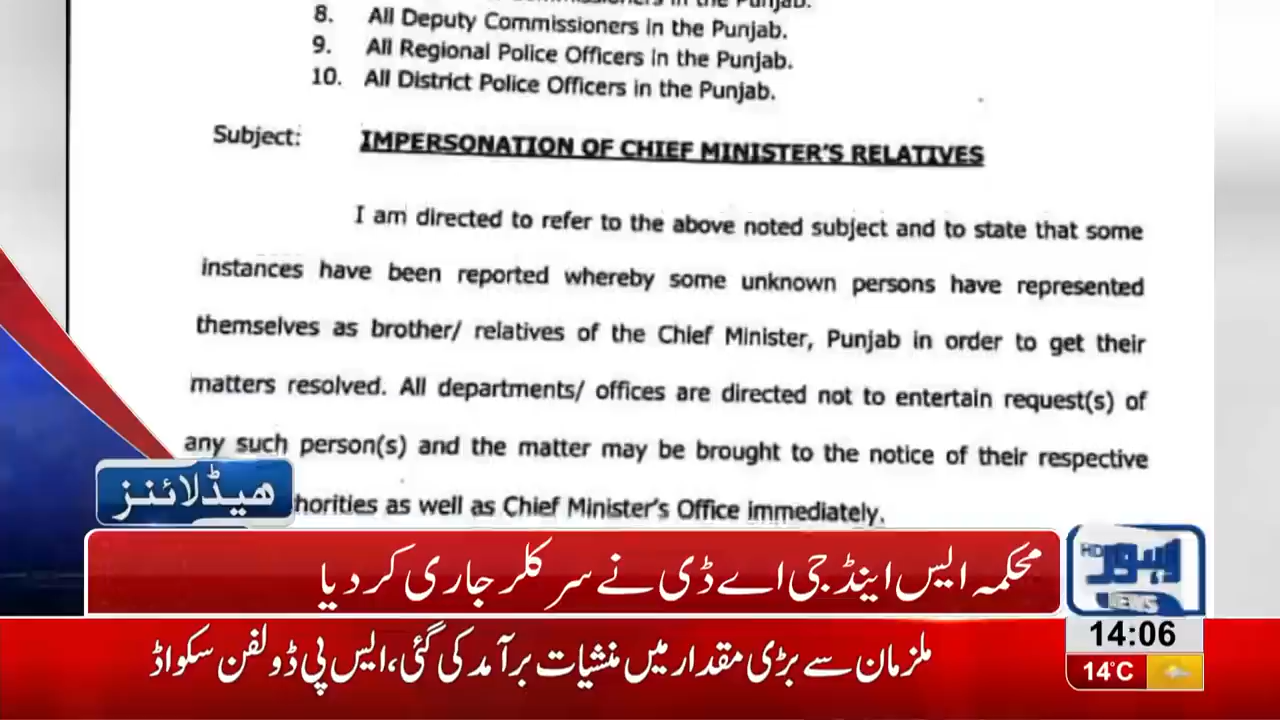 8. All Deputy Commissioners in the Punjab.
9. All Regional Police Officers in the Punjab.
10. All District Police Officers in the Punjab.
Subject: IMPERSONATION OF CHIEF MINISTER'S RELATIVES
I am directed to refer to the above noted subject and to state that some
instances have been reported whereby some unknown persons have represented
themselves as brother/ relatives of the Chief Minister, Punjab in order to get their
matters resolved. All departments/ offices are directed not to entertain request(s) of
any such person(s) and the matter may be brought to the notice of their respective
horities as well as Chief Minister's Office immediately.
ھیڈلائنز
محکمہ ایس اینڈ جی اے ڈی نے سرکلر جاری کر دیا
لاہور HD
NEWS
14:06
ملزمان سے بڑی مقدار میں منشیات برآمد کی گئی، ایس پی ڈولفن سکواڈ
14°C